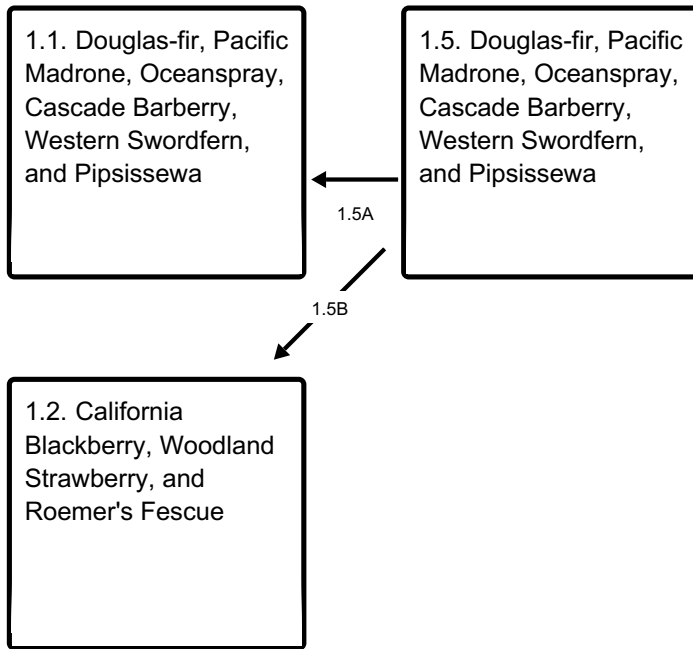 1.1. Douglas-fir, Pacific
Madrone, Oceanspray,
Cascade Barberry,
Western Swordfern,
and Pipsissewa
1.5. Douglas-fir, Pacific
Madrone, Oceanspray,
Cascade Barberry,
Western Swordfern,
and Pipsissewa
1.5A
1.5B
1.2. California
Blackberry, Woodland
Strawberry, and
Roemer's Fescue